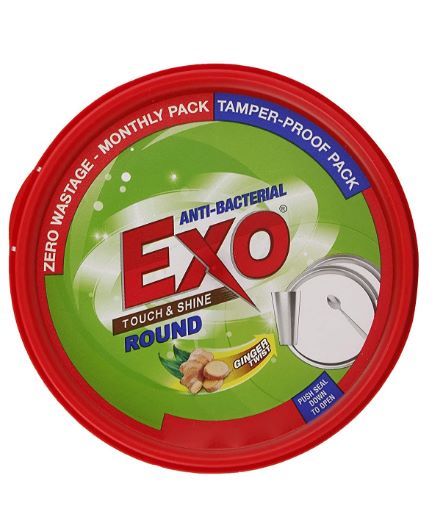 ZERO WASTAGE - MONTHLY PACK
TAMPER-PROOF PACK
ANTI-BACTERIAL
EXO®
TOUCH & SHINE
ROUND
GINGER
TWIST
PUSH SEAL
DOWN
TO OPEN